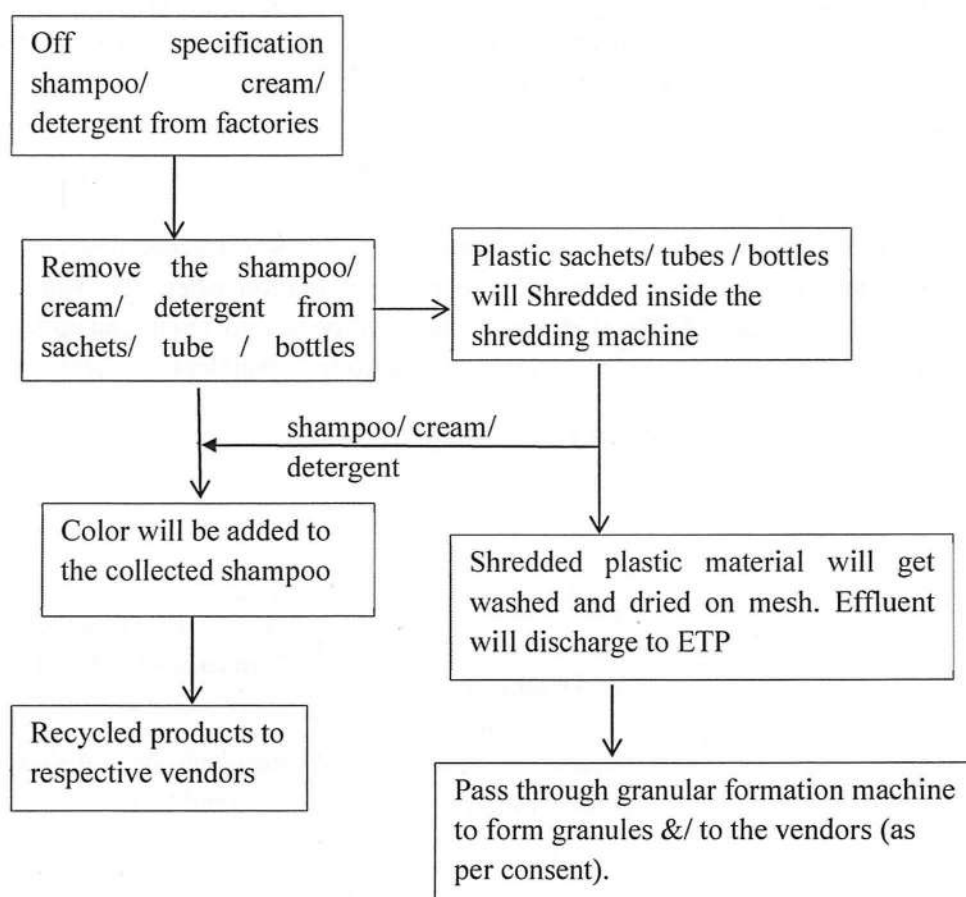 Off specification
shampoo/ cream/
detergent from factories
Remove the shampoo/
cream/ detergent from
sachets/ tube / bottles
Plastic sachets/ tubes / bottles
will Shredded inside the
shredding machine
shampoo/ cream/
detergent
Color will be added to
the collected shampoo
Shredded plastic material will get
washed and dried on mesh. Effluent
will discharge to ETP
Recycled products to
respective vendors
Pass through granular formation machine
to form granules &/ to the vendors (as
per consent).